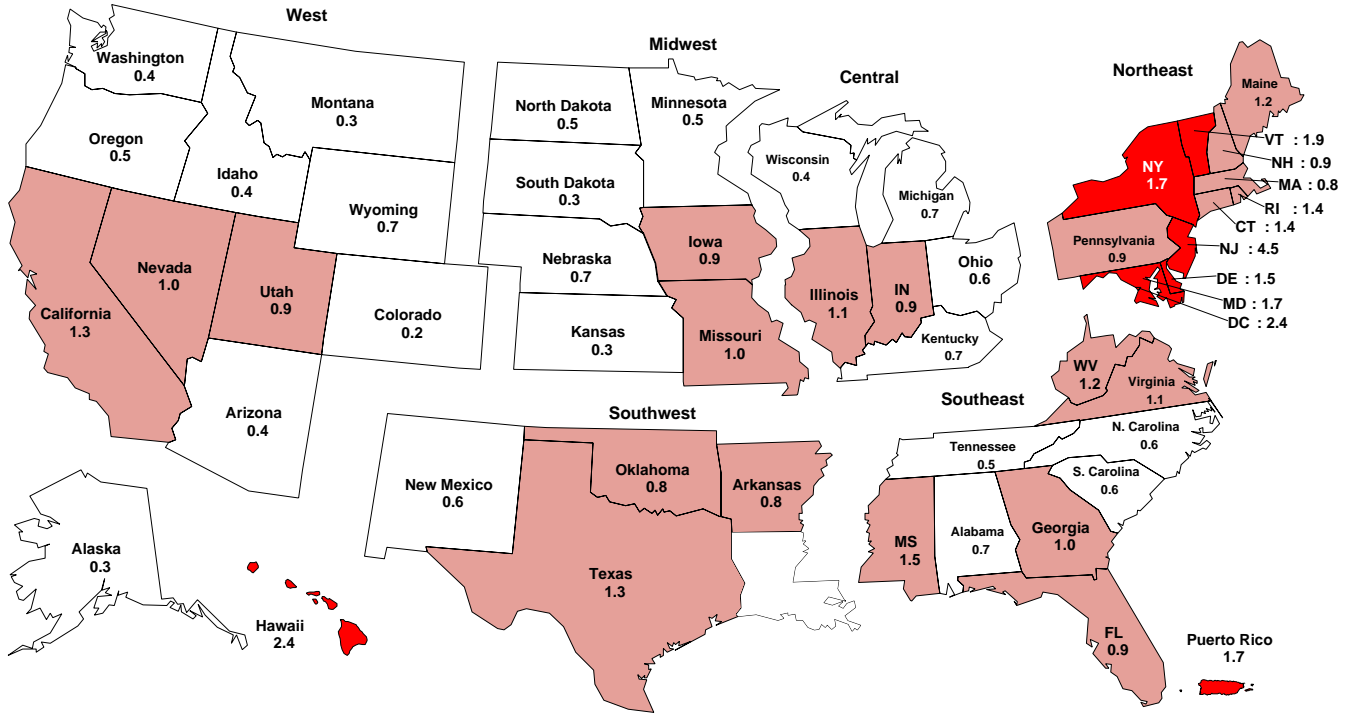 West
Washington
0.4
Montana
0.3
Oregon
0.5
Idaho
0.4
Wyoming
0.7
Nevada
1.0
Utah
0.9
California
1.3
Colorado
0.2
Arizona
0.4
Alaska
0.3
Hawaii
2.4
Midwest
North Dakota
0.5
Minnesota
0.5
South Dakota
0.3
Iowa
0.9
Nebraska
0.7
Kansas
0.3
Missouri
1.0
Central
Wisconsin
0.4
Michigan
0.7
Illinois
1.1
IN
0.9
Ohio
0.6
Kentucky
0.7
Northeast
Maine
1.2
VT : 1.9
NH : 0.9
MA : 0.8
RI : 1.4
CT : 1.4
NJ : 4.5
DE : 1.5
MD : 1.7
DC : 2.4
NY
1.7
Pennsylvania
0.9
Southwest
New Mexico
0.6
Oklahoma
0.8
Arkansas
0.8
Texas
1.3
Southeast
WV
1.2
Virginia
1.1
Tennessee
0.5
N. Carolina
0.6
S. Carolina
0.6
MS
1.5
Alabama
0.7
Georgia
1.0
FL
0.9
Puerto Rico
1.7